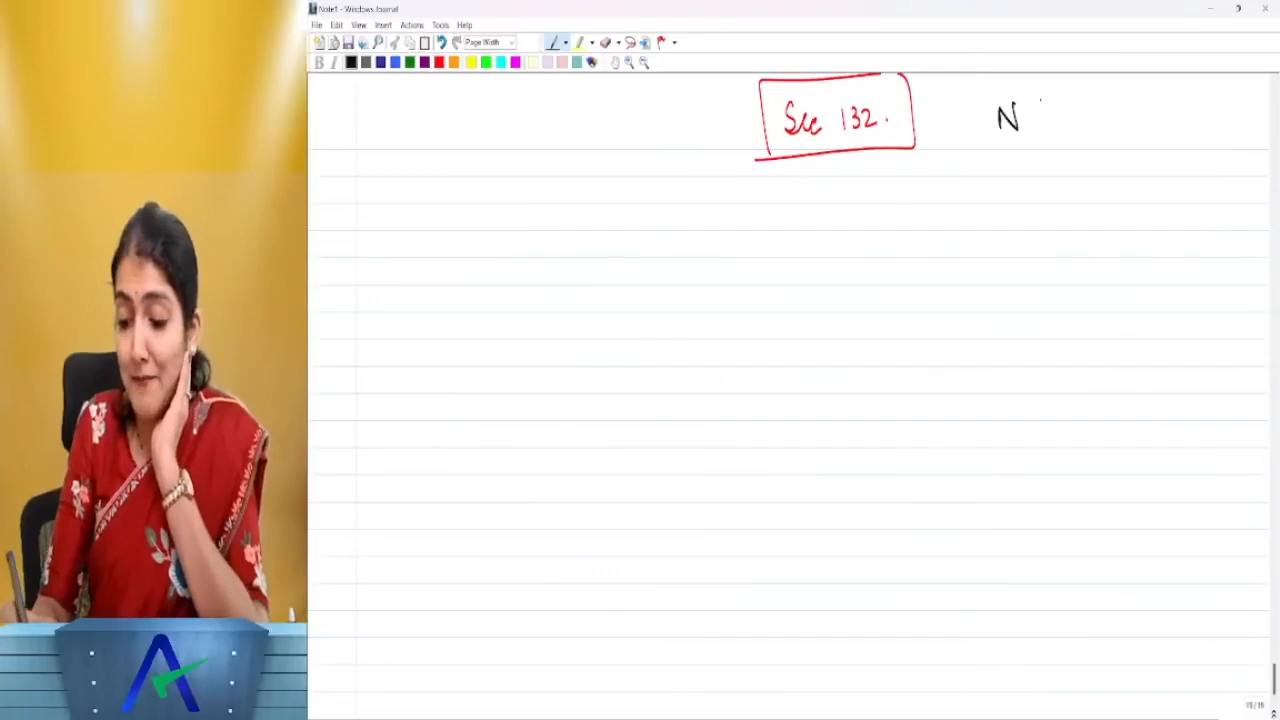 Note1 - Windows Journal
File Edit View Insert Actions Tools Help
Page Width
B I
Sec 132. N